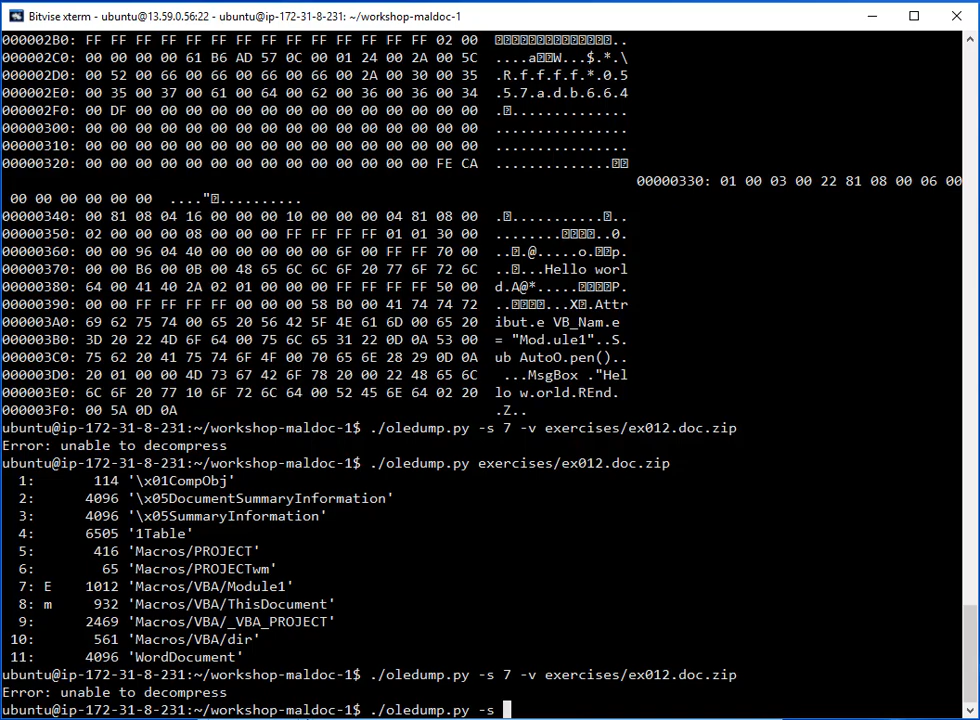 Bitvise xterm - ubuntu@13.59.0.56:22 - ubuntu@ip-172-31-8-231: ~/workshop-maldoc-1
000002B0: FF FF FF FF FF FF FF FF FF FF FF FF FF FF 02 00 ..
000002C0: 00 00 00 00 61 B6 AD 57 0C 00 01 24 00 2A 00 5C ....a W...$.*.\
000002D0: 00 52 00 66 00 66 00 66 00 66 00 2A 00 30 00 35 .R.f.f.f.f.*.0.5
000002E0: 00 35 00 37 00 61 00 64 00 62 00 36 00 36 00 34 .5.7.a.d.b.6.6.4
000002F0: 00 DF 00 00 00 00 00 00 00 00 00 00 00 00 00 00 . ..............
00000300: 00 00 00 00 00 00 00 00 00 00 00 00 00 00 00 00 ................
00000310: 00 00 00 00 00 00 00 00 00 00 00 00 00 00 00 00 ................
00000320: 00 00 00 00 00 00 00 00 00 00 00 00 00 00 FE CA ..............
00000330: 01 00 03 00 22 81 08 00 06 00
00 00 00 00 00 00 ...." ..........
00000340: 00 81 08 04 16 00 00 00 10 00 00 00 04 81 08 00 . ........... ..
00000350: 02 00 00 00 08 00 00 00 FF FF FF FF 01 01 30 00 ........ ..0.
00000360: 00 00 96 04 40 00 00 00 00 00 6F 00 FF FF 70 00 .. .@.....o. p.
00000370: 00 00 B6 00 0B 00 48 65 6C 6C 6F 20 77 6F 72 6C .. ...Hello worl
00000380: 64 00 41 40 2A 02 01 00 00 00 FF FF FF FF 50 00 d.A@*..... P.
00000390: 00 00 FF FF FF FF 00 00 00 58 B0 00 41 74 74 72 .. ...X .Attr
000003A0: 69 62 75 74 00 65 20 56 42 5F 4E 61 6D 00 65 20 ibut.e VB_Nam.e
000003B0: 3D 20 22 4D 6F 64 00 75 6C 65 31 22 0D 0A 53 00 = "Mod.ule1"..S.
000003C0: 75 62 20 41 75 74 6F 4F 00 70 65 6E 28 29 0D 0A ub AutoO.pen()..
000003D0: 20 01 00 00 4D 73 67 42 6F 78 20 00 22 48 65 6C  ...MsgBox ."Hel
000003E0: 6C 6F 20 77 10 6F 72 6C 64 00 52 45 6E 64 02 20 lo w.orld.REnd.
000003F0: 00 5A 0D 0A .Z..
ubuntu@ip-172-31-8-231:~/workshop-maldoc-1$ ./oledump.py -s 7 -v exercises/ex012.doc.zip
Error: unable to decompress
ubuntu@ip-172-31-8-231:~/workshop-maldoc-1$ ./oledump.py exercises/ex012.doc.zip
1: 114 '\x01CompObj'
2: 4096 '\x05DocumentSummaryInformation'
3: 4096 '\x05SummaryInformation'
4: 6505 '1Table'
5: 416 'Macros/PROJECT'
6: 65 'Macros/PROJECTwm'
7: E 1012 'Macros/VBA/Module1'
8: m 932 'Macros/VBA/ThisDocument'
9: 2469 'Macros/VBA/_VBA_PROJECT'
10: 561 'Macros/VBA/dir'
11: 4096 'WordDocument'
ubuntu@ip-172-31-8-231:~/workshop-maldoc-1$ ./oledump.py -s 7 -v exercises/ex012.doc.zip
Error: unable to decompress
ubuntu@ip-172-31-8-231:~/workshop-maldoc-1$ ./oledump.py -s